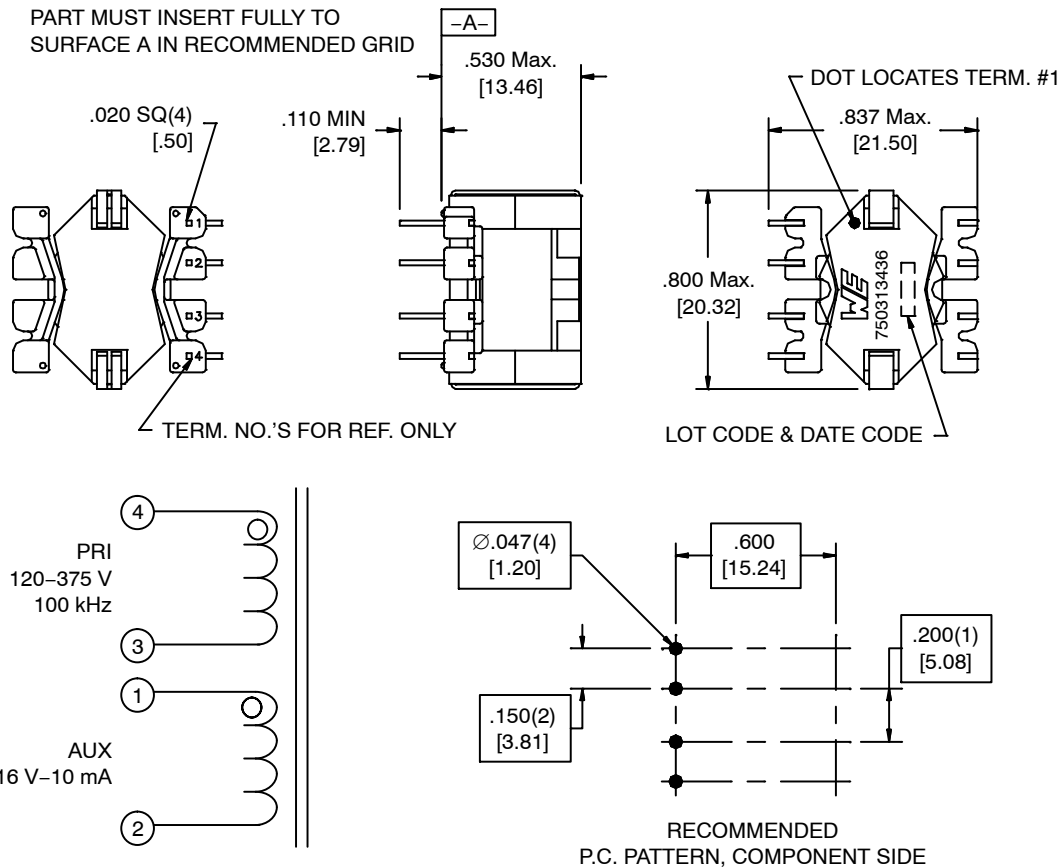 PART MUST INSERT FULLY TO
SURFACE A IN RECOMMENDED GRID
–A–
.530 Max.
[13.46]
.020 SQ(4)
[.50]
.110 MIN
[2.79]
DOT LOCATES TERM. #1
.837 Max.
[21.50]
1
2
3
4
.800 Max.
[20.32]
WE
750313436
TERM. NO.'S FOR REF. ONLY
LOT CODE & DATE CODE
4
PRI
120–375 V
100 kHz
3
1
AUX
16 V–10 mA
2
∅.047(4)
[1.20]
.600
[15.24]
.200(1)
[5.08]
.150(2)
[3.81]
RECOMMENDED
P.C. PATTERN, COMPONENT SIDE